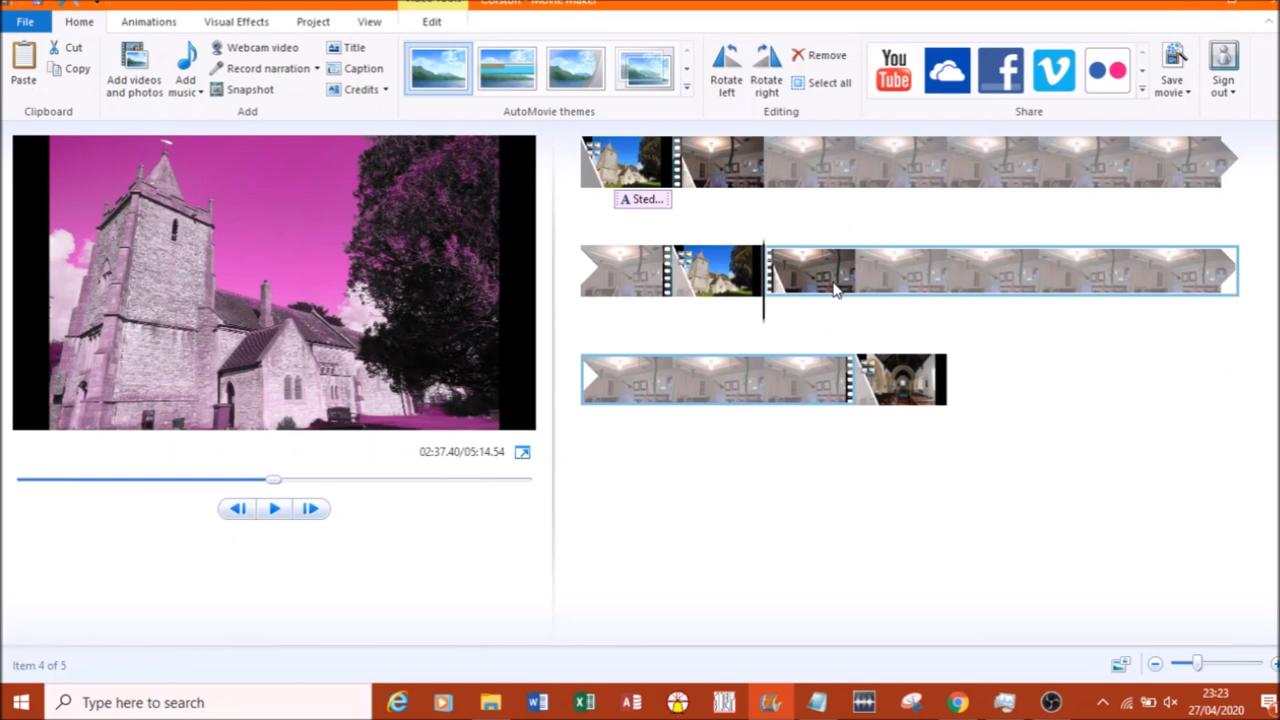 Corston - Movie Maker
File
Home
Animations
Visual Effects
Project
View
Edit
Paste
Cut
Copy
Clipboard
Add videos
and photos
Add
music
Webcam video
Record narration
Snapshot
Title
Caption
Credits
Add
AutoMovie themes
Rotate
left
Rotate
right
Remove
Select all
Editing
You
Tube
f
V
Share
Save
movie
Sign
out
A Sted...
02:37.40/05:14.54
Item 4 of 5
Type here to search
23:23
27/04/2020